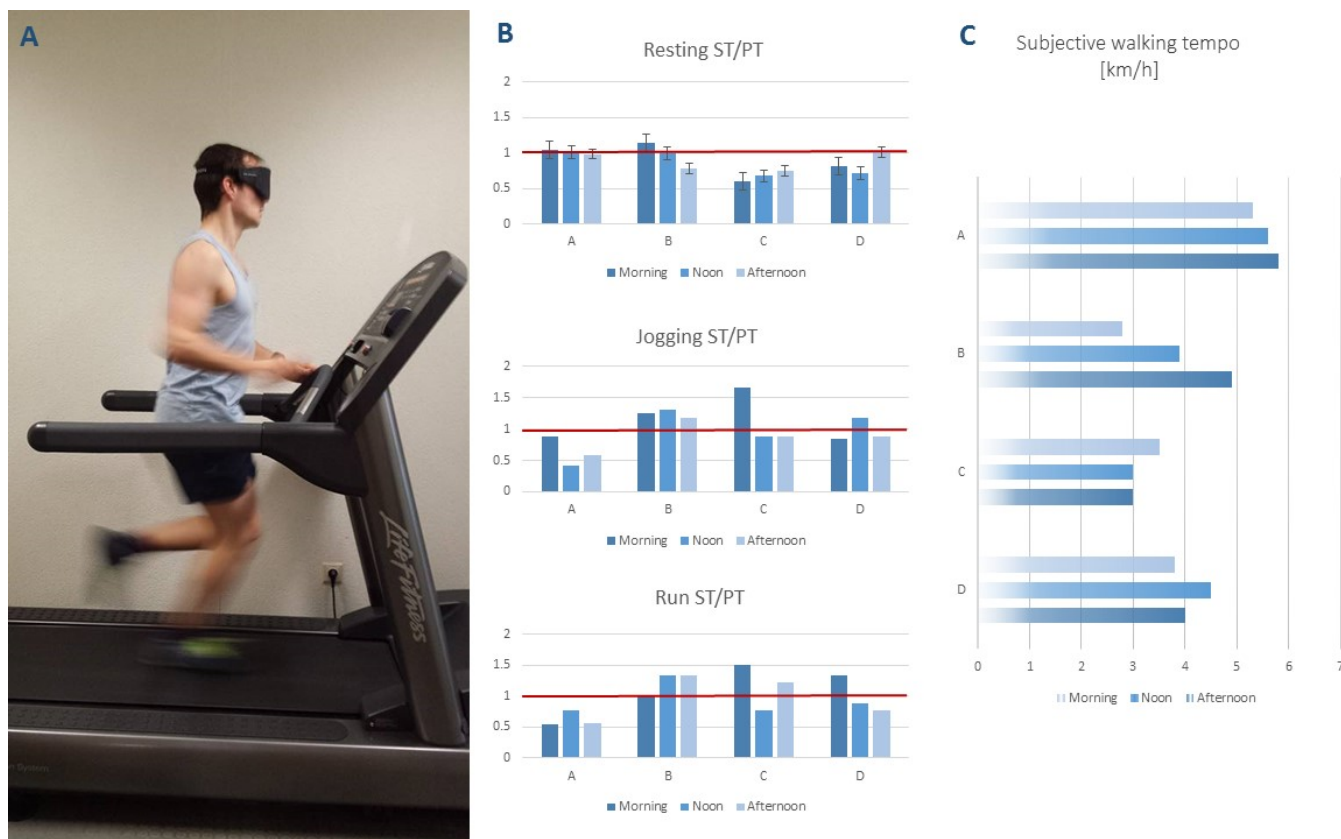 A
LifeFitness
System
B
Resting ST/PT
2
1.5
1
0.5
0
A B C D
Morning Noon Afternoon
Jogging ST/PT
2
1.5
1
0.5
0
A B C D
Morning Noon Afternoon
Run ST/PT
2
1.5
1
0.5
0
A B C D
Morning Noon Afternoon
C
Subjective walking tempo
[km/h]
A
B
C
D
0 1 2 3 4 5 6 7
Morning Noon Afternoon